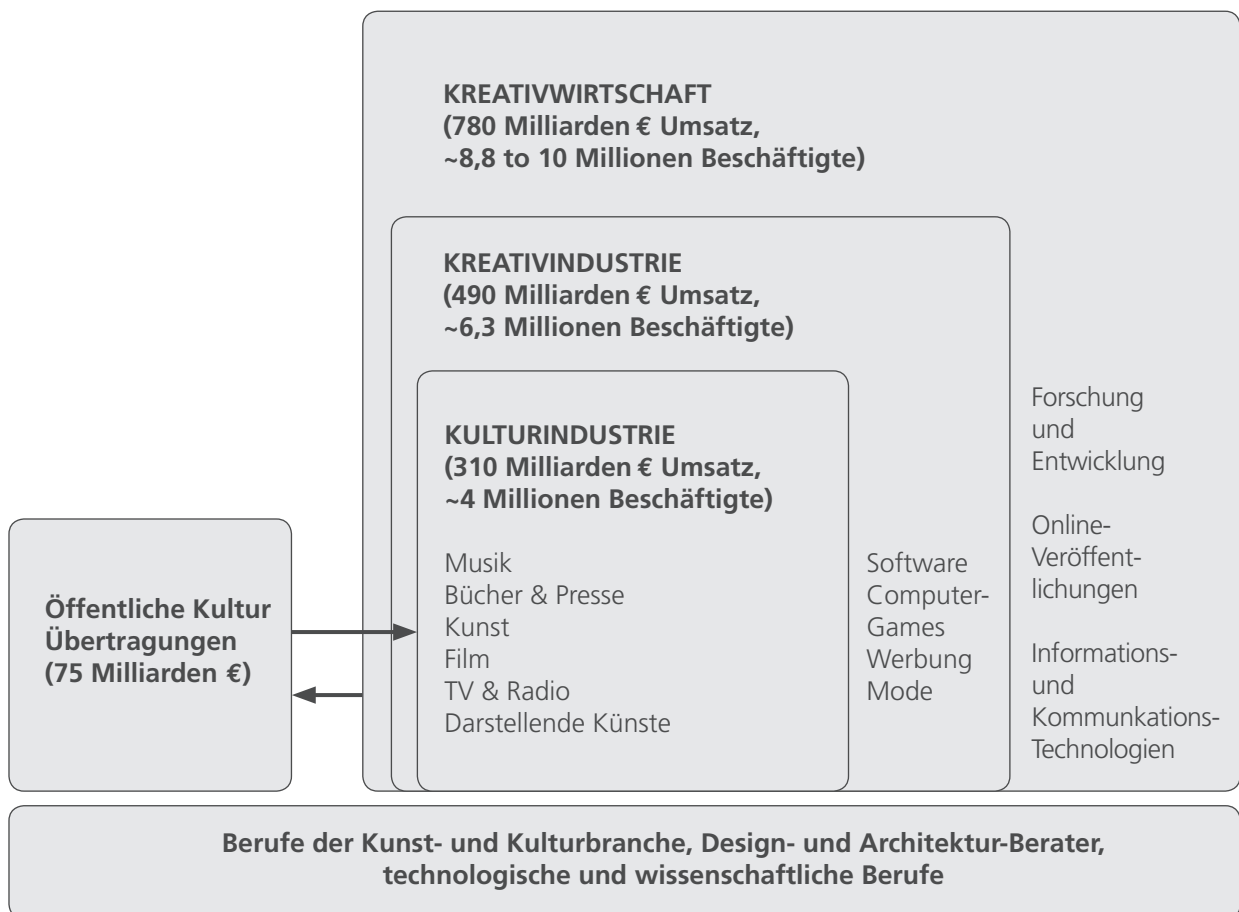 KREATIVWIRTSCHAFT
(780 Milliarden € Umsatz,
~8,8 to 10 Millionen Beschäftigte)
KREATIVINDUSTRIE
(490 Milliarden € Umsatz,
~6,3 Millionen Beschäftigte)
KULTURINDUSTRIE
(310 Milliarden € Umsatz,
~4 Millionen Beschäftigte)
Musik
Bücher & Presse
Kunst
Film
TV & Radio
Darstellende Künste
Software
Computer-
Games
Werbung
Mode
Forschung
und
Entwicklung
Online-
Veröffent-
lichungen
Informations-
und
Kommunkations-
Technologien
Öffentliche Kultur
Übertragungen
(75 Milliarden €)
Berufe der Kunst- und Kulturbranche, Design- und Architektur-Berater,
technologische und wissenschaftliche Berufe